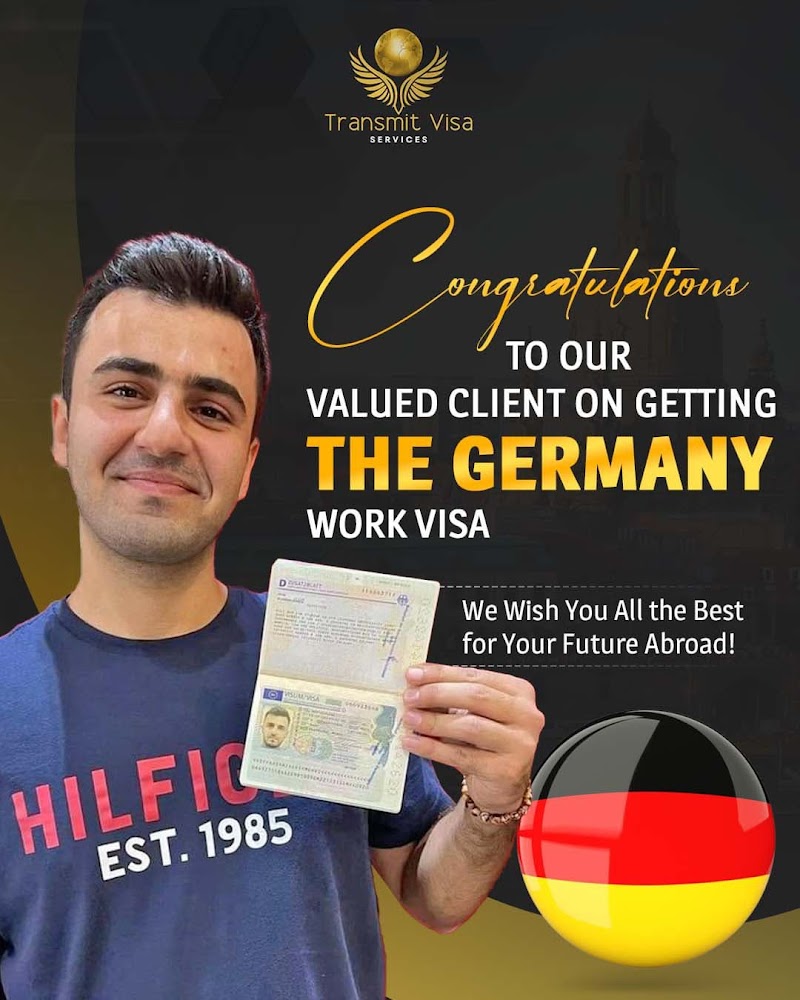 Transmit Visa
SERVICES
Congratulations
TO OUR
VALUED CLIENT ON GETTING
THE GERMANY
WORK VISA
We Wish You All the Best
for Your Future Abroad!
D ZUSATZBLATT
VISUM/VISA
HILFIG
EST. 1985